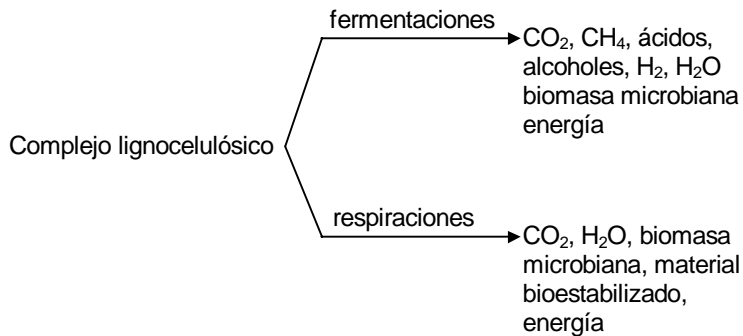 fermentaciones
CO₂, CH₄, ácidos,
alcoholes, H₂, H₂O
biomasa microbiana
energía
Complejo lignocelulósico
respiraciones
CO₂, H₂O, biomasa
microbiana, material
bioestabilizado,
energía